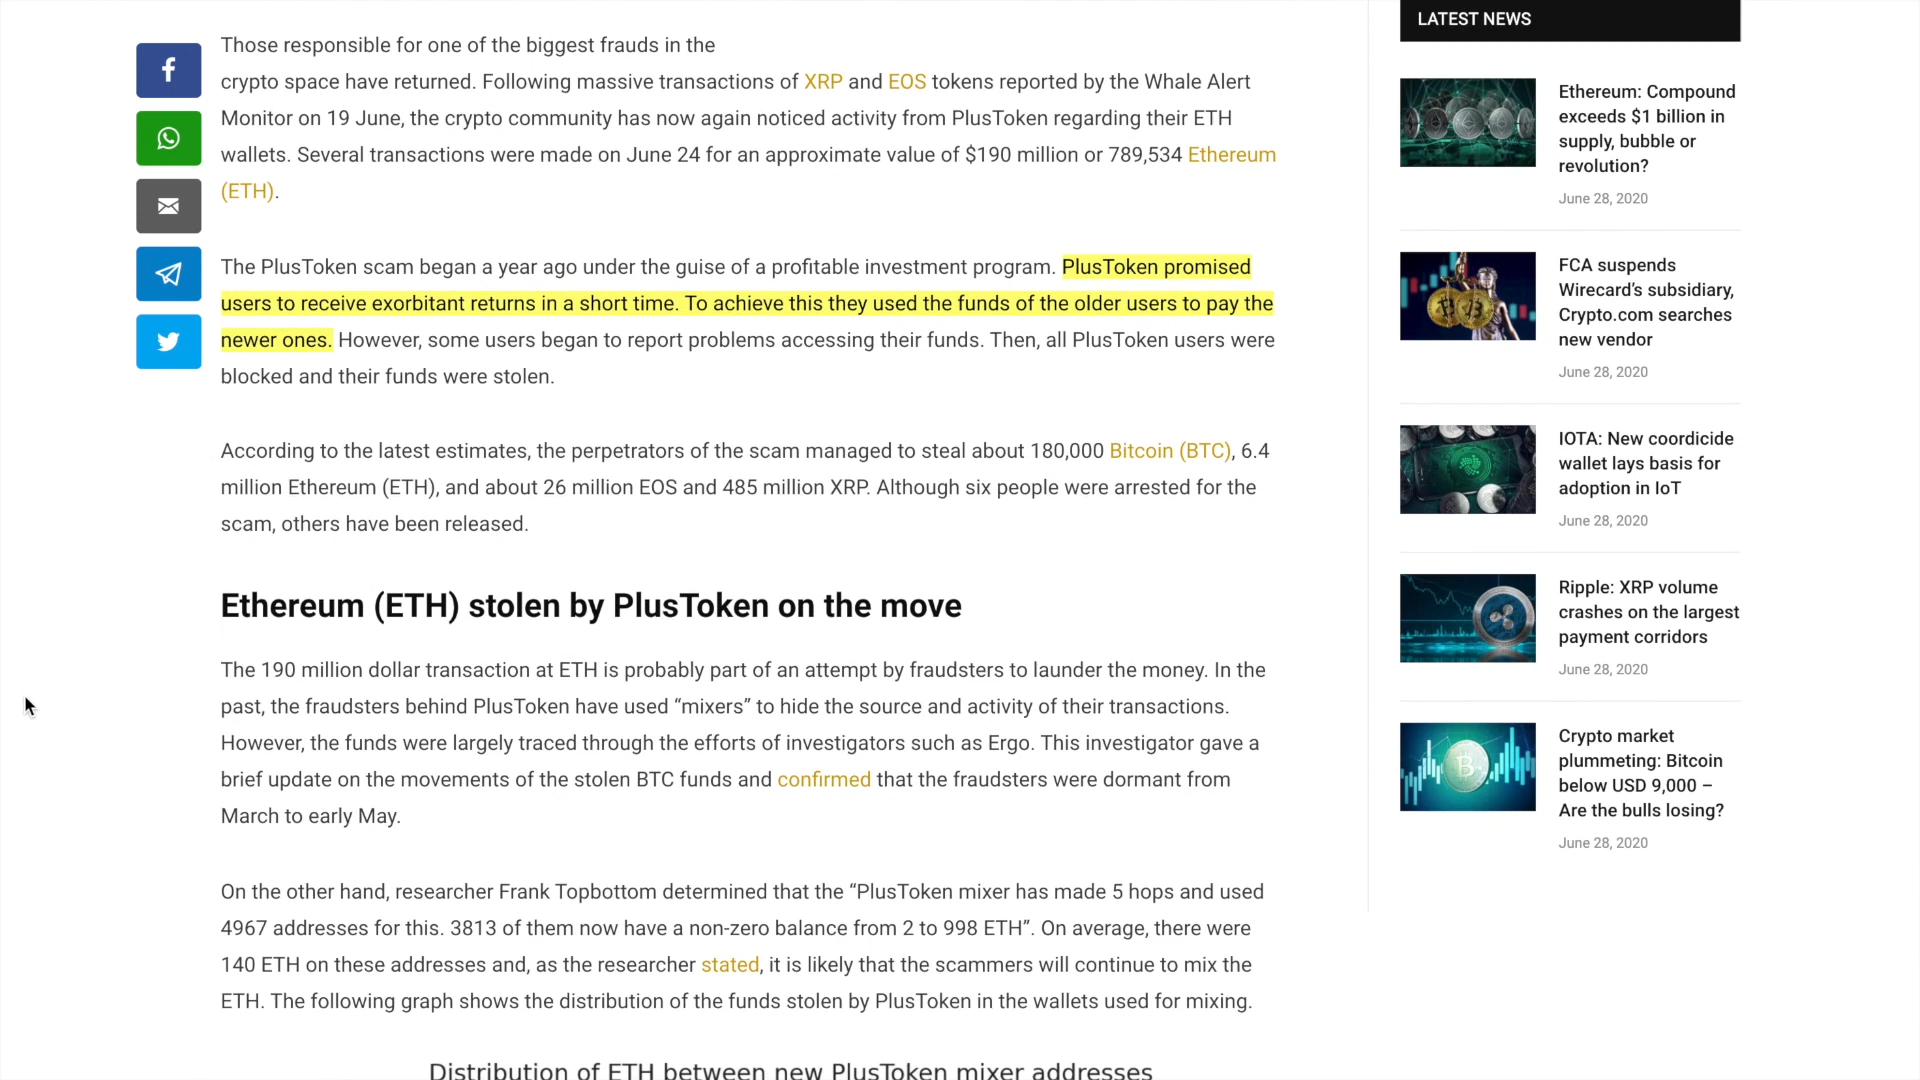 Those responsible for one of the biggest frauds in the
crypto space have returned. Following massive transactions of XRP and EOS tokens reported by the Whale Alert
Monitor on 19 June, the crypto community has now again noticed activity from PlusToken regarding their ETH
wallets. Several transactions were made on June 24 for an approximate value of $190 million or 789,534 Ethereum
(ETH).
The PlusToken scam began a year ago under the guise of a profitable investment program. PlusToken promised
users to receive exorbitant returns in a short time. To achieve this they used the funds of the older users to pay the
newer ones. However, some users began to report problems accessing their funds. Then, all PlusToken users were
blocked and their funds were stolen.
According to the latest estimates, the perpetrators of the scam managed to steal about 180,000 Bitcoin (BTC), 6.4
million Ethereum (ETH), and about 26 million EOS and 485 million XRP. Although six people were arrested for the
scam, others have been released.
Ethereum (ETH) stolen by PlusToken on the move
The 190 million dollar transaction at ETH is probably part of an attempt by fraudsters to launder the money. In the
past, the fraudsters behind PlusToken have used “mixers” to hide the source and activity of their transactions.
However, the funds were largely traced through the efforts of investigators such as Ergo. This investigator gave a
brief update on the movements of the stolen BTC funds and confirmed that the fraudsters were dormant from
March to early May.
On the other hand, researcher Frank Topbottom determined that the “PlusToken mixer has made 5 hops and used
4967 addresses for this. 3813 of them now have a non-zero balance from 2 to 998 ETH”. On average, there were
140 ETH on these addresses and, as the researcher stated, it is likely that the scammers will continue to mix the
ETH. The following graph shows the distribution of the funds stolen by PlusToken in the wallets used for mixing.
Distribution of ETH between new PlusToken mixer addresses
LATEST NEWS
Ethereum: Compound
exceeds $1 billion in
supply, bubble or
revolution?
June 28, 2020
FCA suspends
Wirecard’s subsidiary,
Crypto.com searches
new vendor
June 28, 2020
IOTA: New coordicide
wallet lays basis for
adoption in IoT
June 28, 2020
Ripple: XRP volume
crashes on the largest
payment corridors
June 28, 2020
Crypto market
plummeting: Bitcoin
below USD 9,000 –
Are the bulls losing?
June 28, 2020